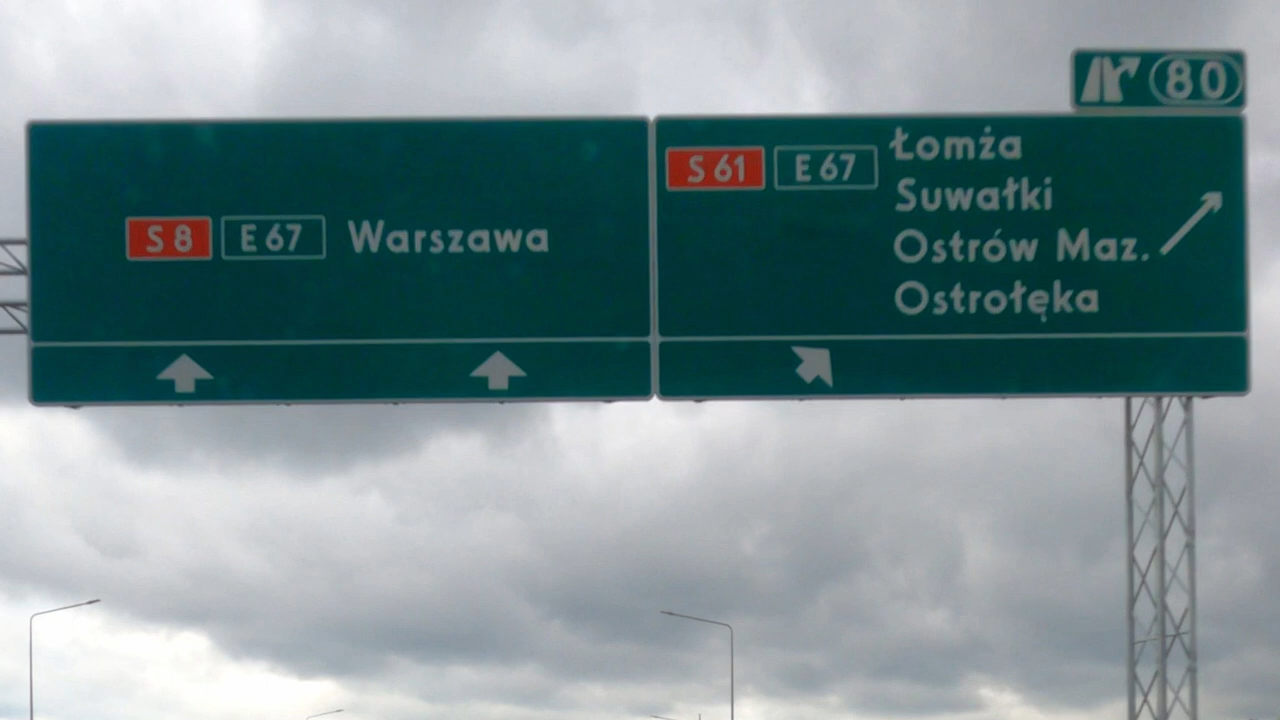 80
S 8 E 67 Warszawa
S 61 E 67 Łomża
Suwałki
Ostrów Maz.
Ostrołęka